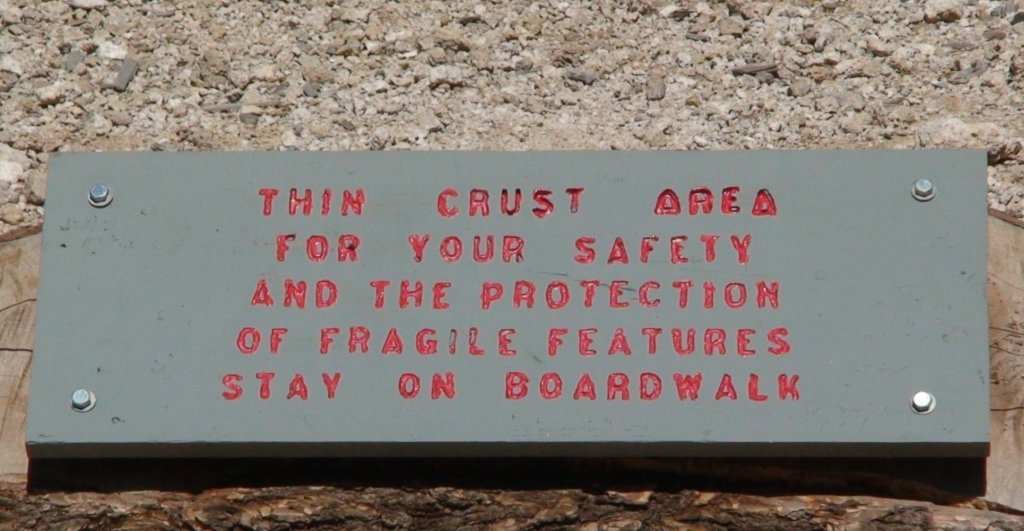 THIN CRUST AREA
FOR YOUR SAFETY
AND THE PROTECTION
OF FRAGILE FEATURES
STAY ON BOARDWALK